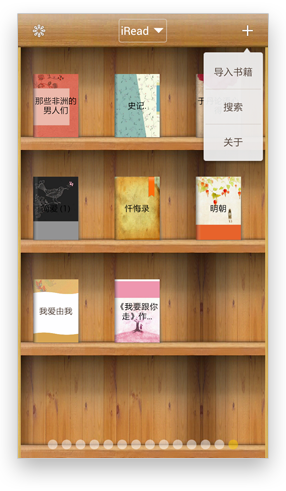 iRead
导入书籍
搜索
关于
那些非洲的
男人们
史记...
忏悔录
明朝
我爱由我
《我要跟你
走》作...